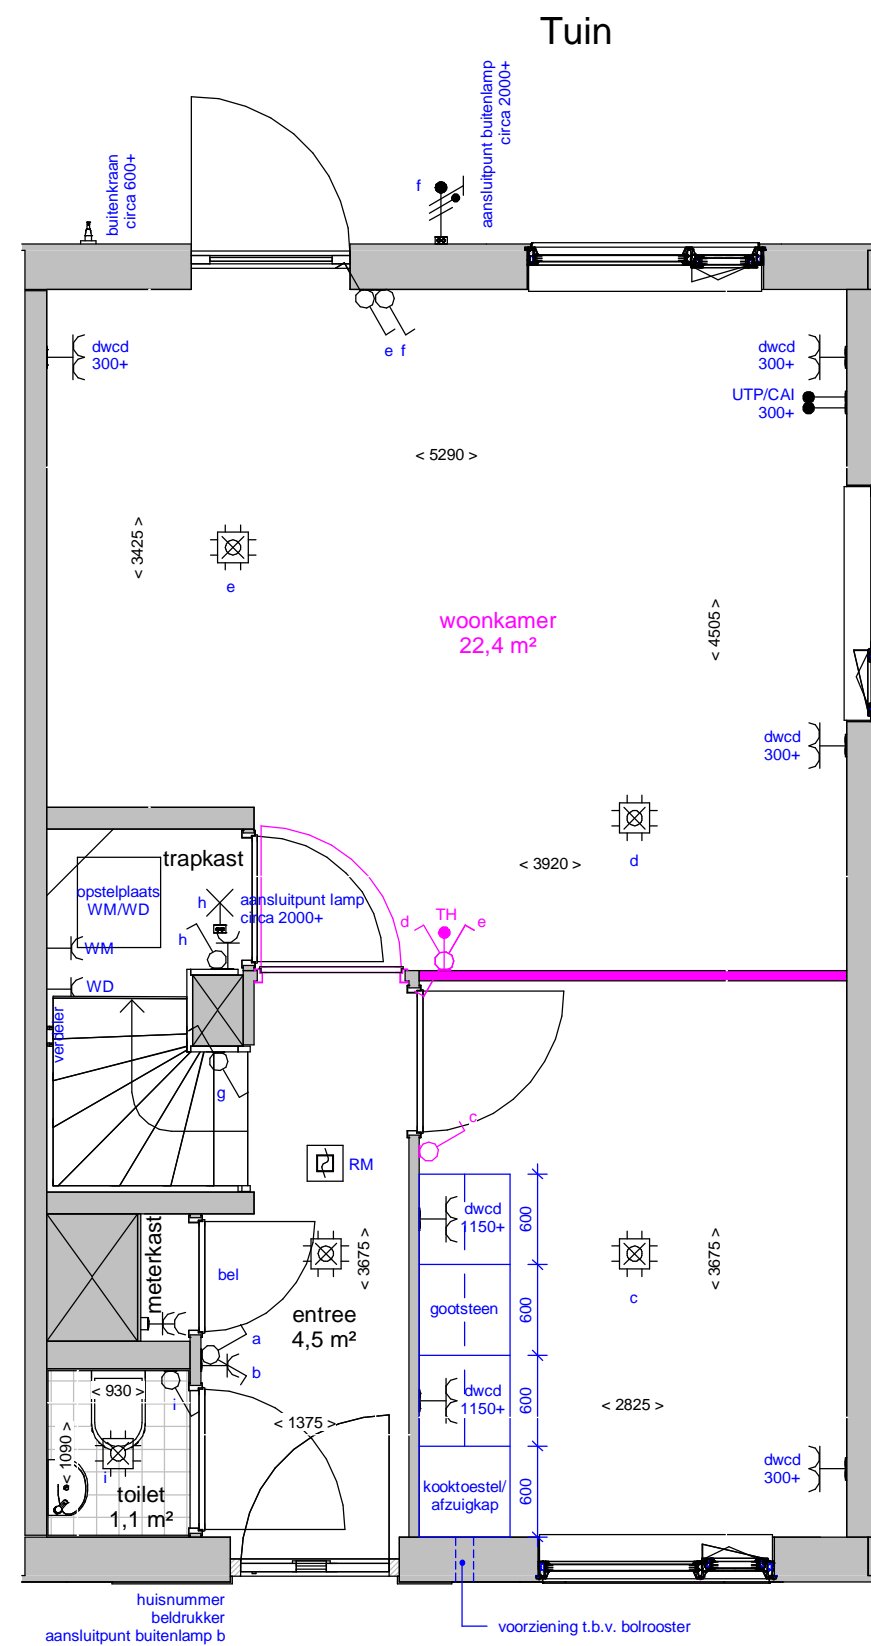 Tuin
buitenkraan
circa 600+
f
aansluitpunt buitenlamp
circa 2000+
e f
dwcd
300+
dwcd
300+
UTP/CAI
300+
< 5290 >
< 3425 >
e
woonkamer
22,4 m²
< 4505 >
dwcd
300+
d
< 3920 >
trapkast
opstelplaats
WM/WD
h
aansluitpunt lamp
circa 2000+
h
WM
WD
verdeler
g
d
TH
e
c
RM
dwcd
1150+
600
gootsteen
600
dwcd
1150+
600
kooktoestel/
afzuigkap
600
c
< 3675 >
< 3675 >
< 2825 >
dwcd
300+
meterkast
bel
entree
4,5 m²
a
b
< 1375 >
< 930 >
< 1090 >
i
i
toilet
1,1 m²
huisnummer
beldrukker
aansluitpunt buitenlamp b
voorziening t.b.v. bolrooster